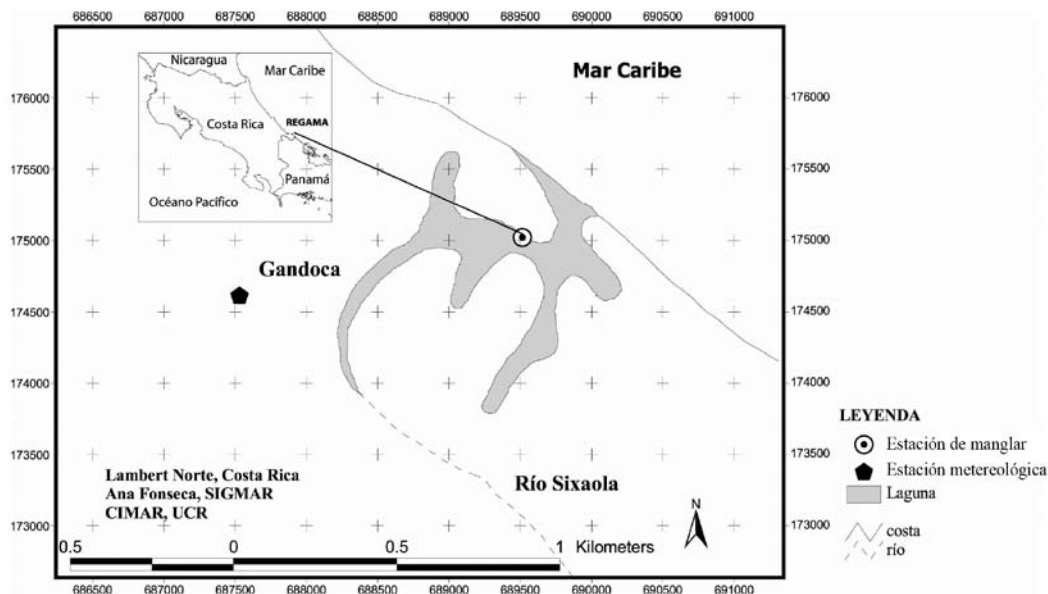 686500 687000 687500 688000 688500 689000 689500 690000 690500 691000
Nicaragua
Mar Caribe
Costa Rica
REGAMA
Panamá
Océano Pacífico
Mar Caribe
176000 176000
175500 175500
175000 175000
Gandoca
174500 174500
174000 174000
173500 173500
173000 173000
Río Sixaola
Lambert Norte, Costa Rica
Ana Fonseca, SIGMAR
CIMAR, UCR
N
0.5 0 0.5 1 Kilometers
686500 687000 687500 688000 688500 689000 689500 690000 690500 691000
LEYENDA
Estación de manglar
Estación metereológica
Laguna
costa
río